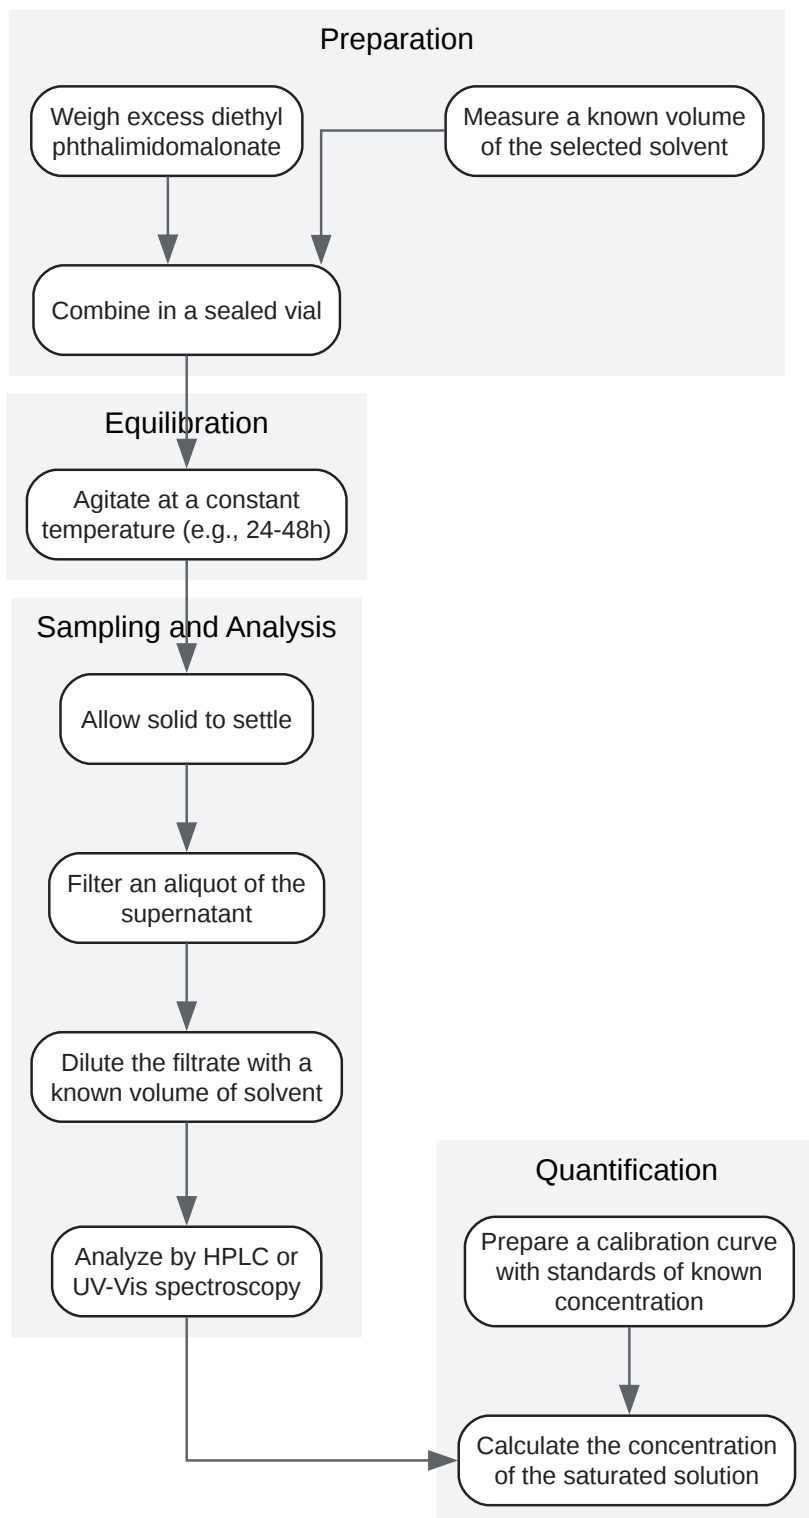 Preparation
Weigh excess diethyl
phthalimidomalonate
Measure a known volume
of the selected solvent
Combine in a sealed vial
Equilibration
Agitate at a constant
temperature (e.g., 24-48h)
Sampling and Analysis
Allow solid to settle
Filter an aliquot of the
supernatant
Dilute the filtrate with a
known volume of solvent
Analyze by HPLC or
UV-Vis spectroscopy
Quantification
Prepare a calibration curve
with standards of known
concentration
Calculate the concentration
of the saturated solution